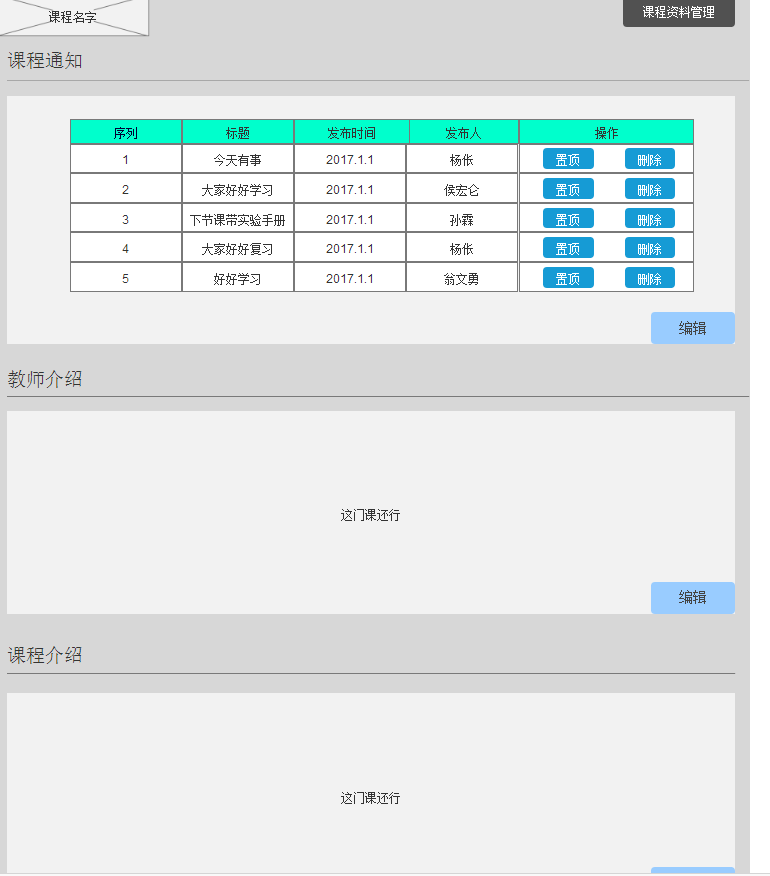 课程名字
课程资料管理
课程通知
序列 标题 发布时间 发布人 操作
1 今天有事 2017.1.1 杨伥 置顶 删除
2 大家好好学习 2017.1.1 侯宏仑 置顶 删除
3 下节课带实验手册 2017.1.1 孙霖 置顶 删除
4 大家好好复习 2017.1.1 杨伥 置顶 删除
5 好好学习 2017.1.1 翁文勇 置顶 删除
编辑
教师介绍
这门课还行
编辑
课程介绍
这门课还行